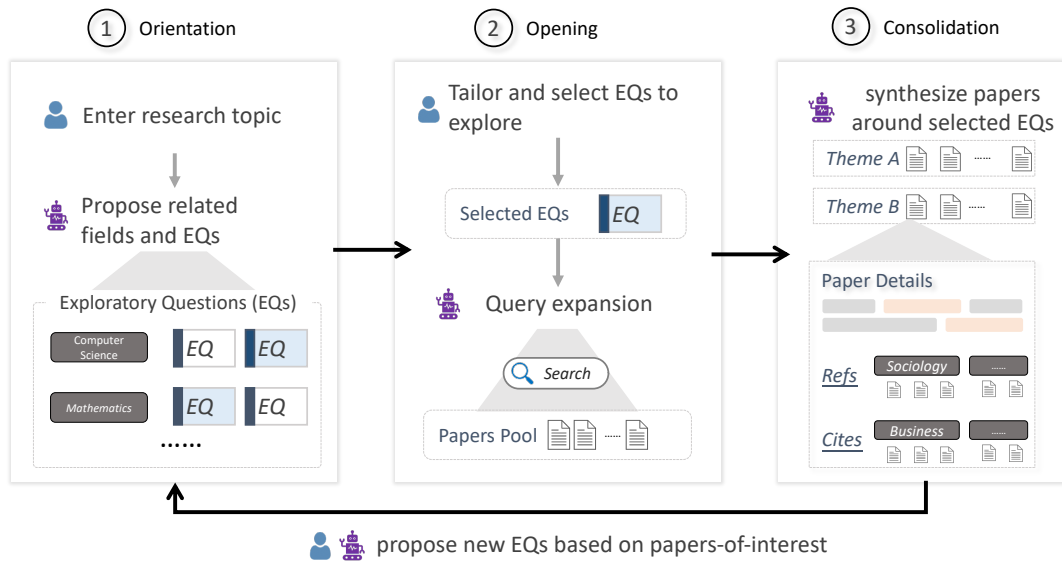 1 Orientation
Enter research topic
Propose related
fields and EQs
Exploratory Questions (EQs)
Computer
Science
EQ EQ
Mathematics
EQ EQ
......
2 Opening
Tailor and select EQs to
explore
Selected EQs EQ
Query expansion
Search
Papers Pool ......
3 Consolidation
synthesize papers
around selected EQs
Theme A ......
Theme B ......
Paper Details
Refs Sociology ......
Cites Business ......
propose new EQs based on papers-of-interest